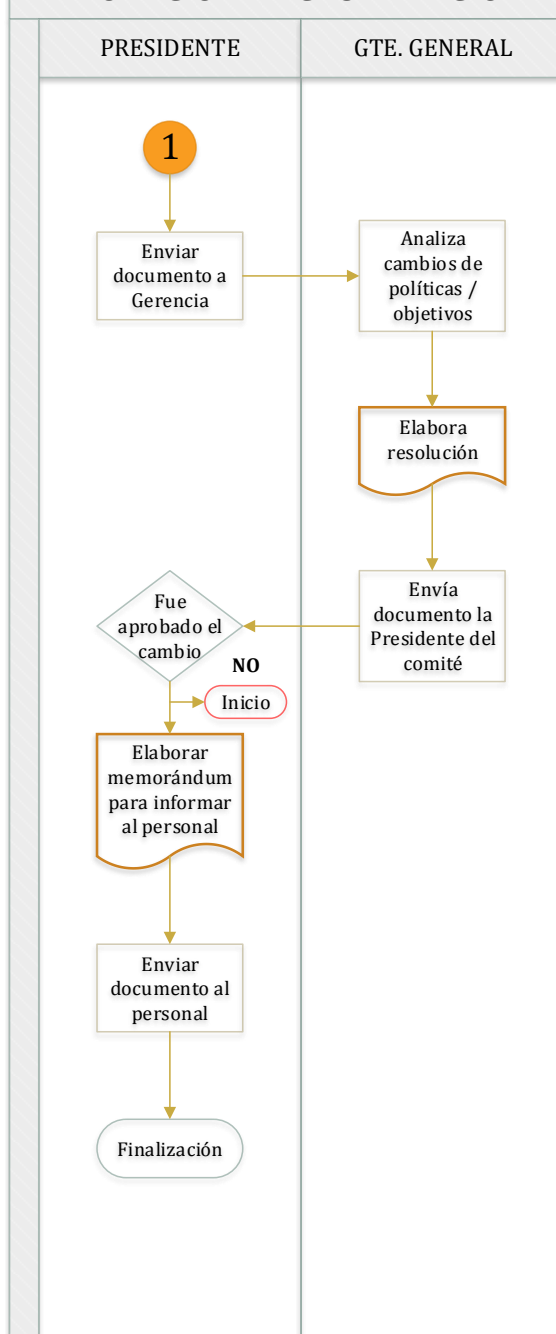 PRESIDENTE
GTE. GENERAL
1
Enviar
documento a
Gerencia
Analiza
cambios de
políticas /
objetivos
Elabora
resolución
Envía
documento la
Presidente del
comité
Fue
aprobado el
cambio
NO
Inicio
Elaborar
memorándum
para informar
al personal
Enviar
documento al
personal
Finalización